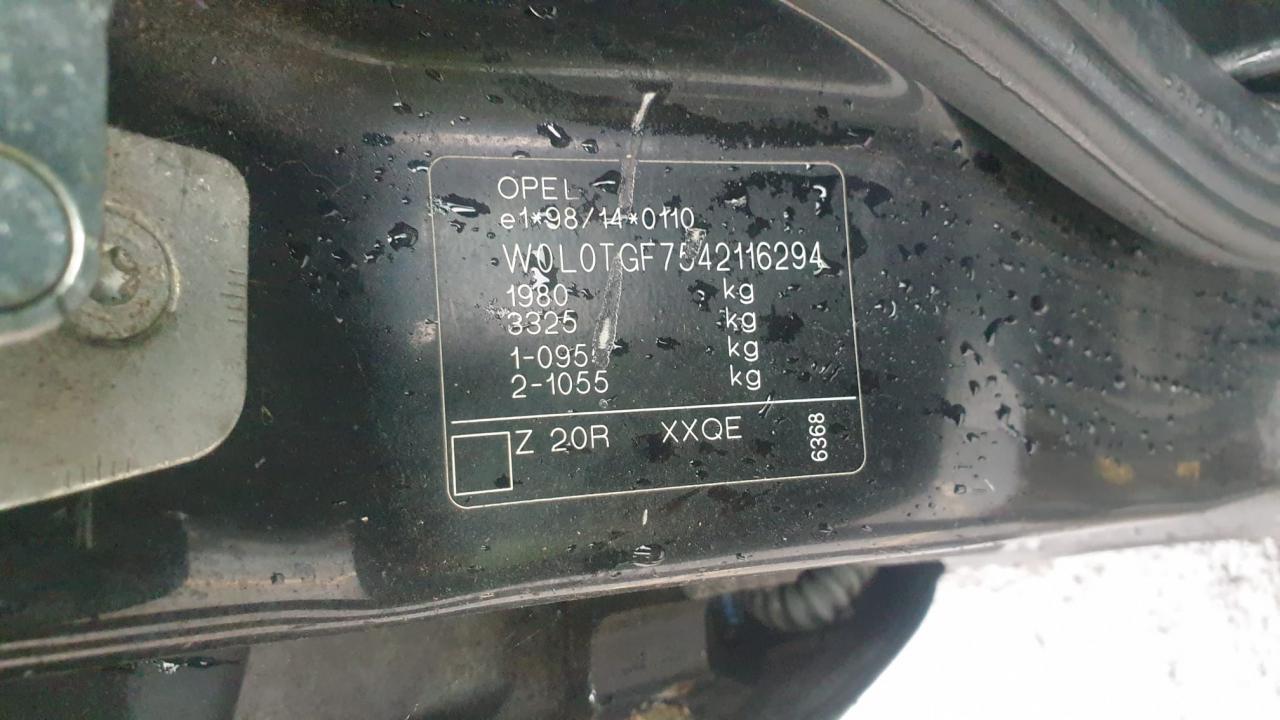 OPEL
e1*98/14*0110
W0L0TGF7542116294
1980 kg
3325 kg
1-095 kg
2-1055 kg
Z 20R XXQE
6368